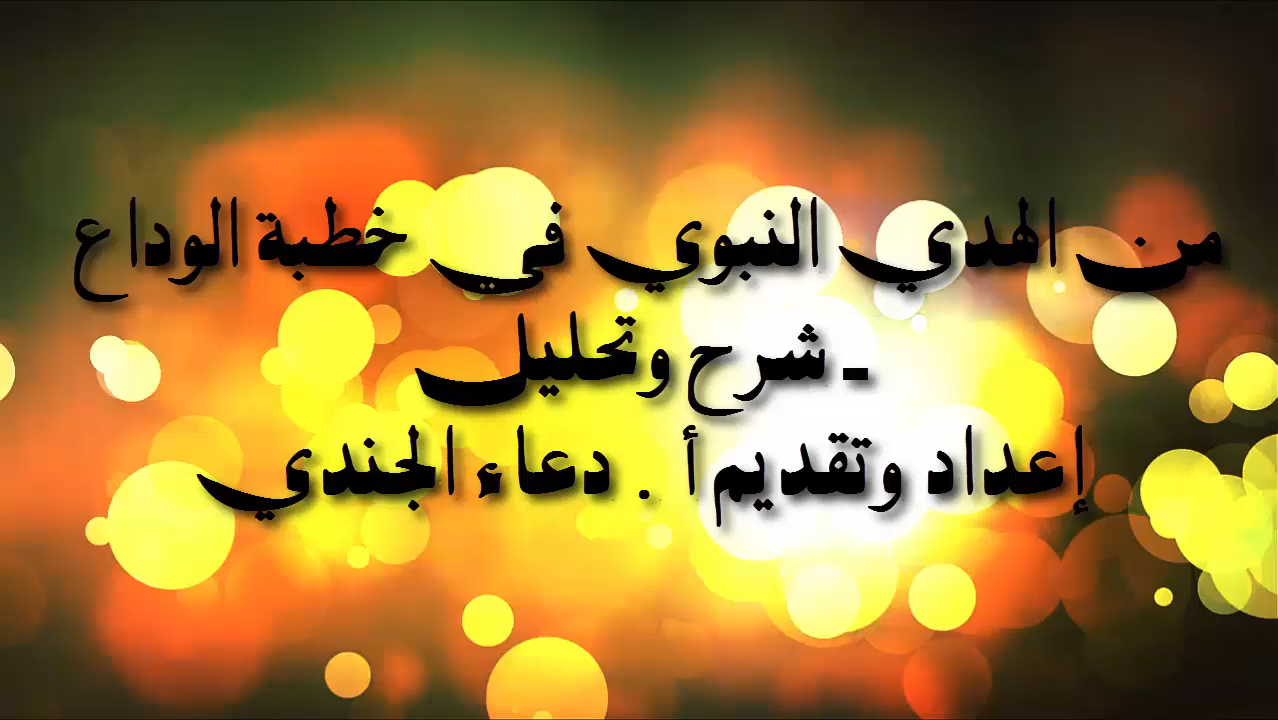 من الهدي النبوي في خطبة الوداع
ـ شرح وتحليل
إعداد وتقديم أ . دعاء الجندي